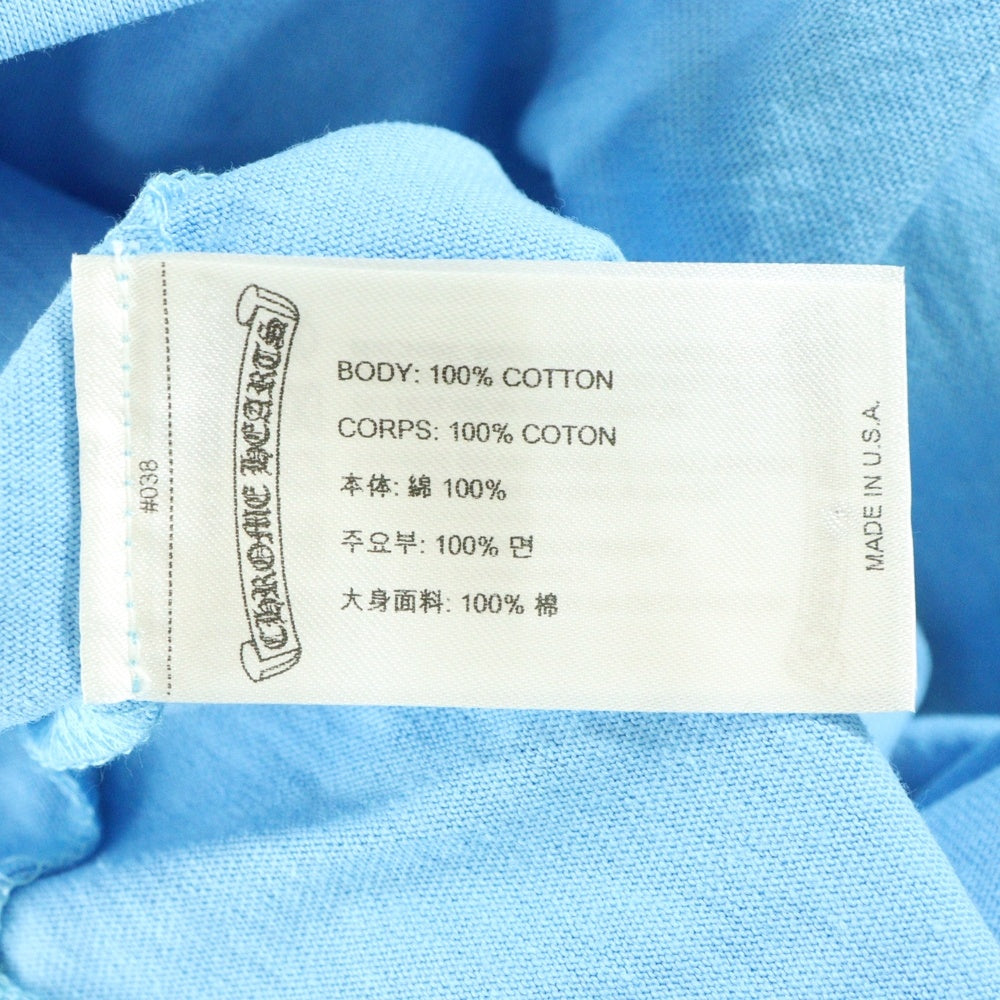 #038
CHROME HEARTS
BODY: 100% COTTON
CORPS: 100% COTON
本体: 綿 100%
주요부: 100% 면
大身面料: 100% 棉
MADE IN U.S.A.